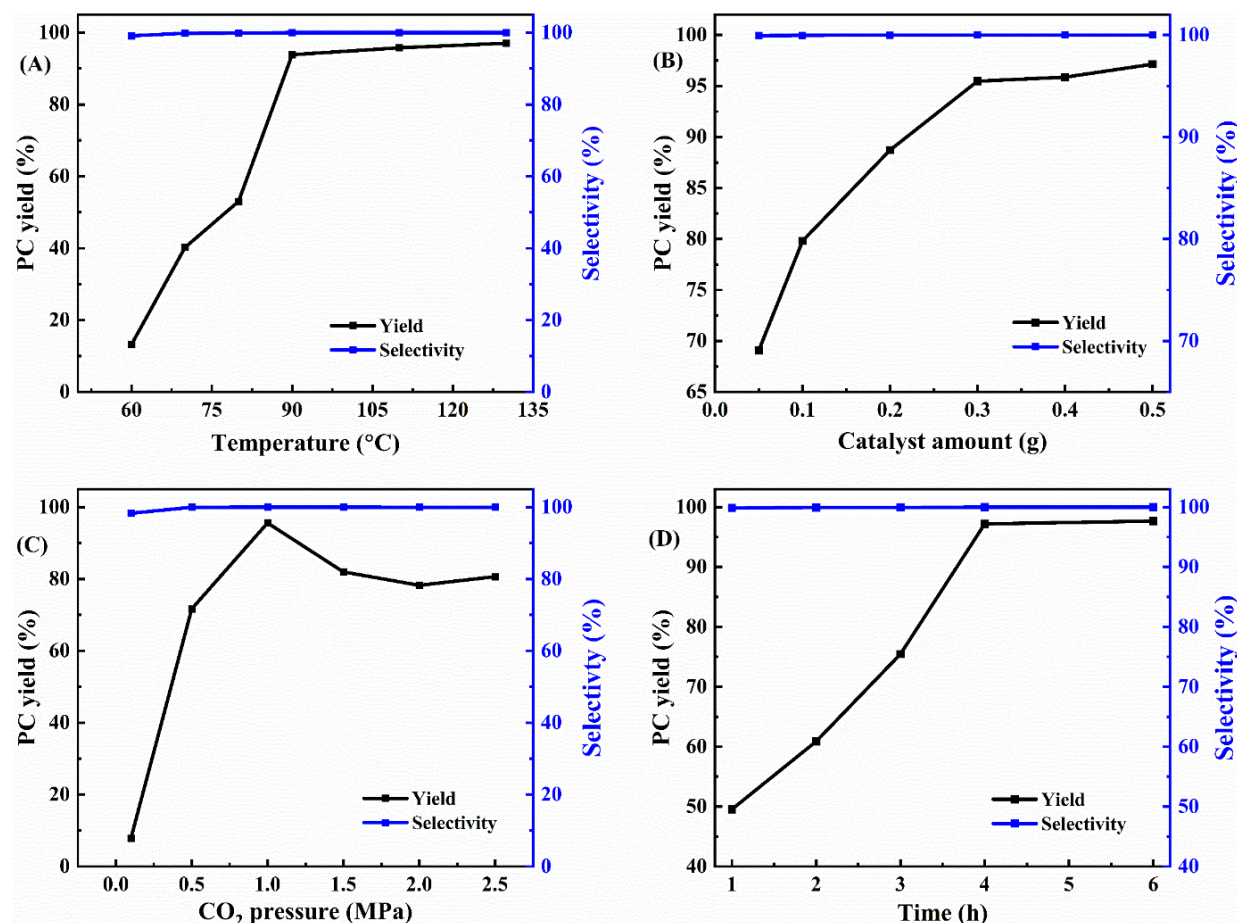 (A)
100
80
60
40
20
0
PC yield (%)
60 75 90 105 120 135
Temperature (°C)
100
80
60
40
20
0
Selectivity (%)
Yield
Selectivity
(B)
100
95
90
85
80
75
70
65
PC yield (%)
0.0 0.1 0.2 0.3 0.4 0.5
Catalyst amount (g)
100
90
80
70
Selectivity (%)
Yield
Selectivity
(C)
100
80
60
40
20
0
PC yield (%)
0.0 0.5 1.0 1.5 2.0 2.5
CO₂ pressure (MPa)
100
80
60
40
20
0
Selectivty (%)
Yield
Selectivity
(D)
100
90
80
70
60
50
40
PC yield (%)
1 2 3 4 5 6
Time (h)
100
90
80
70
60
50
40
Selectivity (%)
Yield
Selectivity